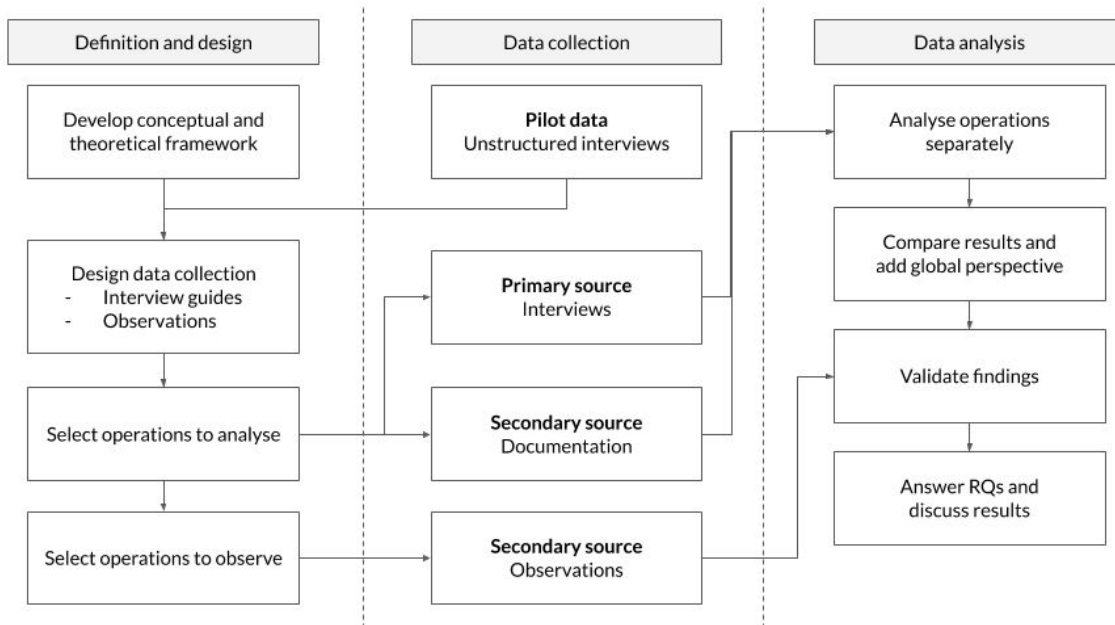 Definition and design
Develop conceptual and
theoretical framework
Design data collection
- Interview guides
- Observations
Select operations to analyse
Select operations to observe
Data collection
Pilot data
Unstructured interviews
Primary source
Interviews
Secondary source
Documentation
Secondary source
Observations
Data analysis
Analyse operations
separately
Compare results and
add global perspective
Validate findings
Answer RQs and
discuss results